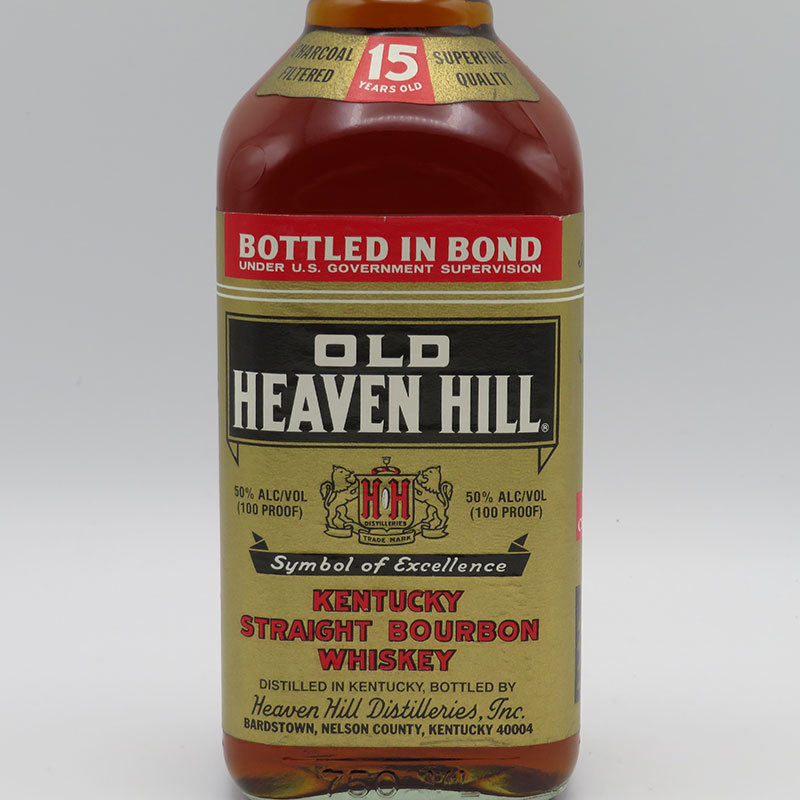 CHARCOAL FILTERED
15 YEARS OLD
SUPERFINE QUALITY
BOTTLED IN BOND
UNDER U.S. GOVERNMENT SUPERVISION
OLD
HEAVEN HILL®
50% ALC/VOL
(100 PROOF)
H H
DISTILLERIES
TRADE MARK
50% ALC/VOL
(100 PROOF)
Symbol of Excellence
KENTUCKY
STRAIGHT BOURBON
WHISKEY
DISTILLED IN KENTUCKY, BOTTLED BY
Heaven Hill Distilleries, Inc.
BARDSTOWN, NELSON COUNTY, KENTUCKY 40004
750